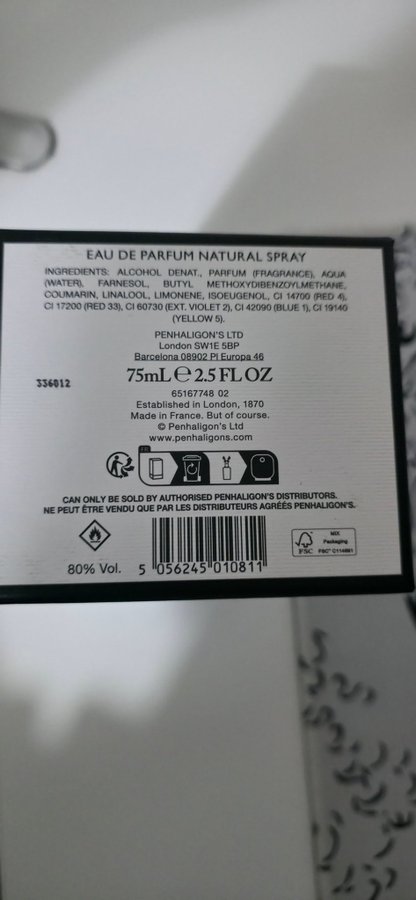 EAU DE PARFUM NATURAL SPRAY
INGREDIENTS: ALCOHOL DENAT., PARFUM (FRAGRANCE), AQUA
(WATER), FARNESOL, BUTYL METHOXYDIBENZOYLMETHANE,
COUMARIN, LINALOOL, LIMONENE, ISOEUGENOL, CI 14700 (RED 4),
CI 17200 (RED 33), CI 60730 (EXT. VIOLET 2), CI 42090 (BLUE 1), CI 19140
(YELLOW 5).
PENHALIGON'S LTD
London SW1E 5BP
Barcelona 08902 Pl Europa 46
336012
75mL ℮ 2.5 FL OZ
65167748 02
Established in London, 1870
Made in France. But of course.
© Penhaligon's Ltd
www.penhaligons.com
FR
CAN ONLY BE SOLD BY AUTHORISED PENHALIGON'S DISTRIBUTORS.
NE PEUT ÊTRE VENDU QUE PAR LES DISTRIBUTEURS AGRÉÉS PENHALIGON'S.
80% Vol.
5 056245 010811
FSC
MIX
Packaging